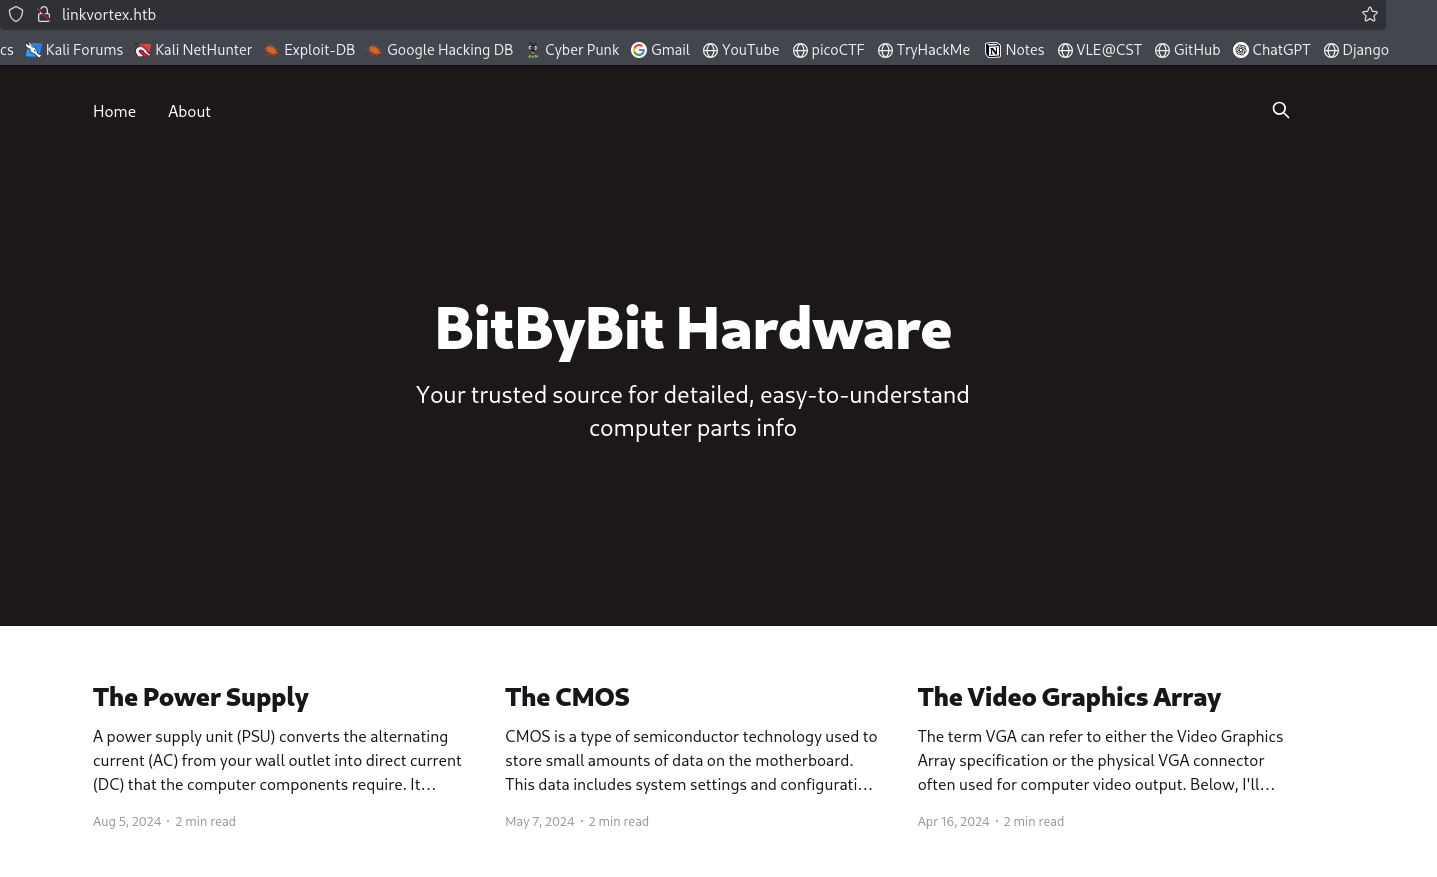 linkvortex.htb
cs Kali Forums Kali NetHunter Exploit-DB Google Hacking DB Cyber Punk Gmail YouTube picoCTF TryHackMe Notes VLE@CST GitHub ChatGPT Django
Home About
BitByBit Hardware
Your trusted source for detailed, easy-to-understand
computer parts info
The Power Supply
A power supply unit (PSU) converts the alternating
current (AC) from your wall outlet into direct current
(DC) that the computer components require. It…
Aug 5, 2024 · 2 min read
The CMOS
CMOS is a type of semiconductor technology used to
store small amounts of data on the motherboard.
This data includes system settings and configurati…
May 7, 2024 · 2 min read
The Video Graphics Array
The term VGA can refer to either the Video Graphics
Array specification or the physical VGA connector
often used for computer video output. Below, I'll…
Apr 16, 2024 · 2 min read